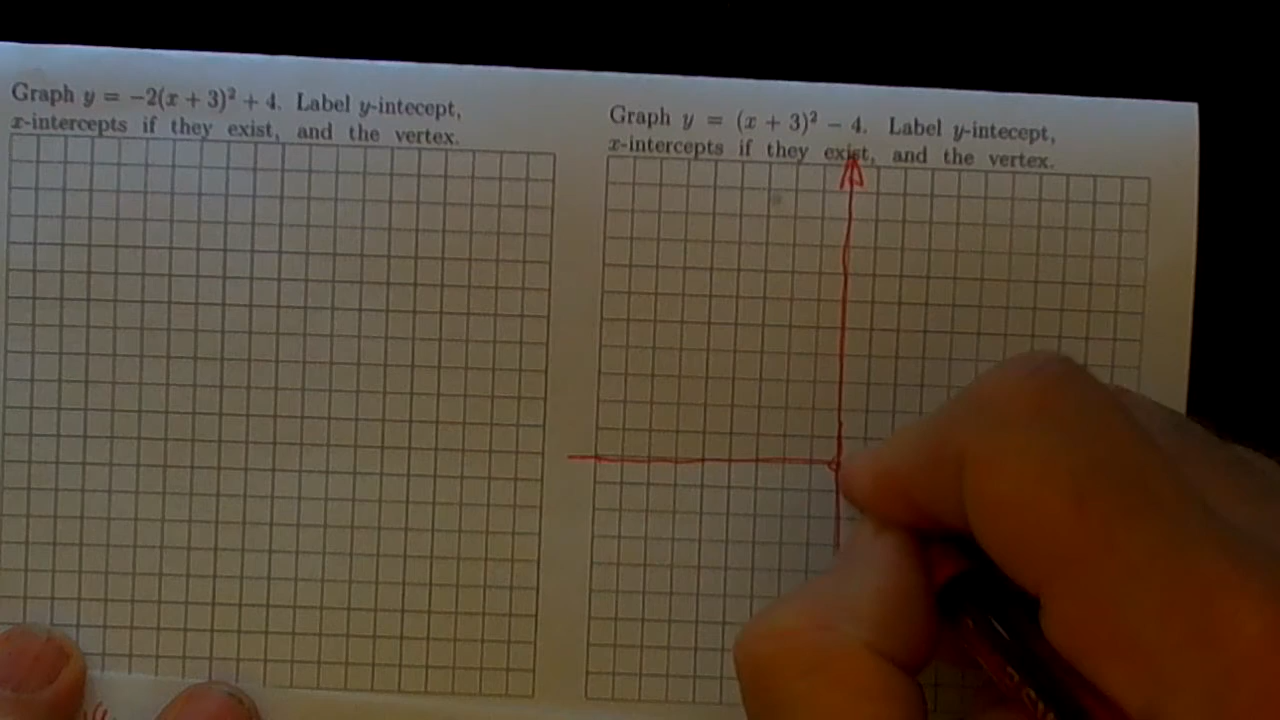 Graph y = −2(x + 3)² + 4. Label y-intecept,
x-intercepts if they exist, and the vertex.
Graph y = (x + 3)² − 4. Label y-intecept,
x-intercepts if they exist, and the vertex.